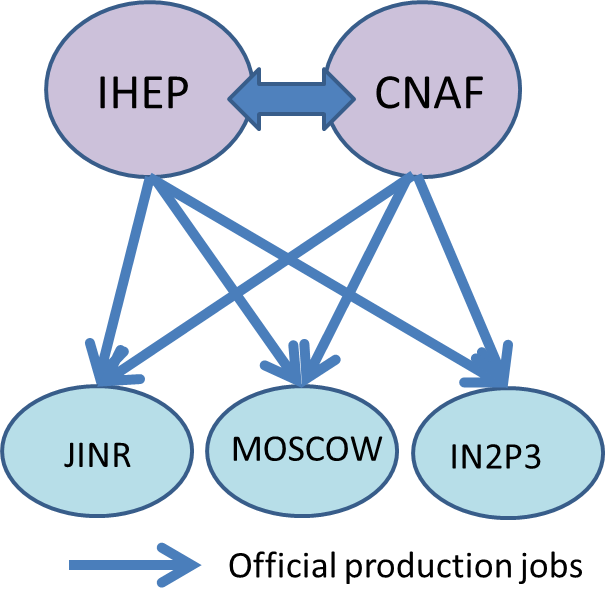 IHEP
CNAF
JINR
MOSCOW
IN2P3
Official production jobs